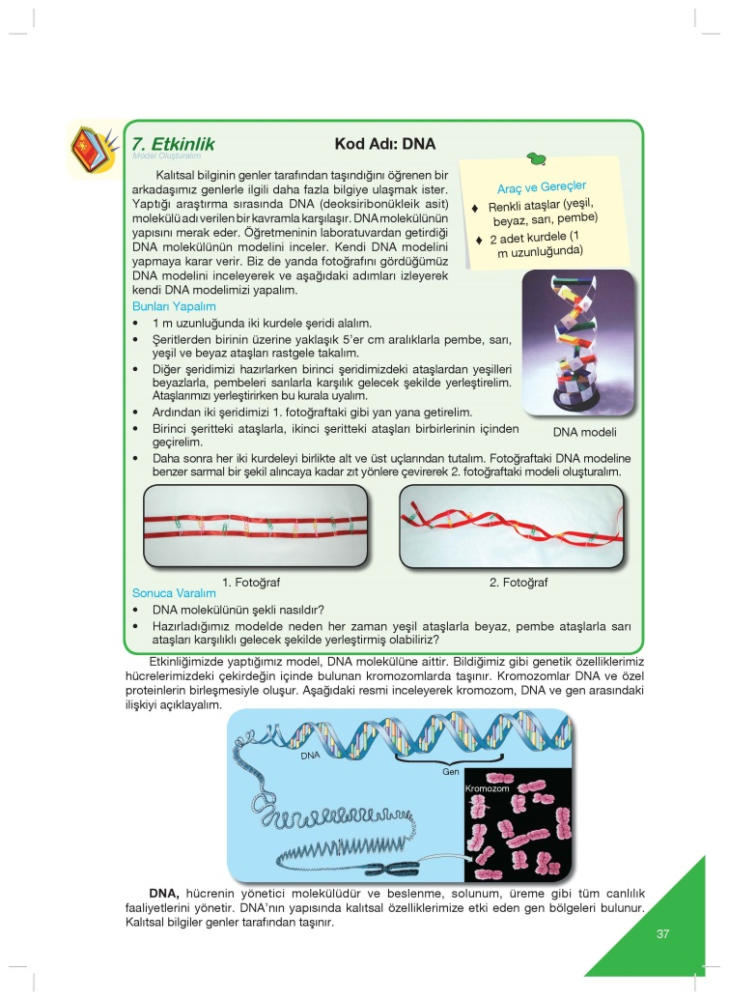 7. Etkinlik
Model Oluşturalım
Kod Adı: DNA
Kalıtsal bilginin genler tarafından taşındığını öğrenen bir
arkadaşımız genlerle ilgili daha fazla bilgiye ulaşmak ister.
Yaptığı araştırma sırasında DNA (deoksiribonükleik asit)
molekülü adı verilen bir kavramla karşılaşır. DNA molekülünün
yapısını merak eder. Öğretmeninin laboratuvardan getirdiği
DNA molekülünün modelini inceler. Kendi DNA modelini
yapmaya karar verir. Biz de yanda fotoğrafını gördüğümüz
DNA modelini inceleyerek ve aşağıdaki adımları izleyerek
kendi DNA modelimizi yapalım.
Araç ve Gereçler
♦ Renkli ataşlar (yeşil,
beyaz, sarı, pembe)
♦ 2 adet kurdele (1
m uzunluğunda)
Bunları Yapalım
• 1 m uzunluğunda iki kurdele şeridi alalım.
• Şeritlerden birinin üzerine yaklaşık 5'er cm aralıklarla pembe, sarı,
yeşil ve beyaz ataşları rastgele takalım.
• Diğer şeridimizi hazırlarken birinci şeridimizdeki ataşlardan yeşilleri
beyazlarla, pembeleri sarılarla karşılık gelecek şekilde yerleştirelim.
Ataşlarımızı yerleştirirken bu kurala uyalım.
• Ardından iki şeridimizi 1. fotoğraftaki gibi yan yana getirelim.
• Birinci şeritteki ataşlarla, ikinci şeritteki ataşları birbirlerinin içinden
geçirelim.
DNA modeli
• Daha sonra her iki kurdeleyi birlikte alt ve üst uçlarından tutalım. Fotoğraftaki DNA modeline
benzer sarmal bir şekil alıncaya kadar zıt yönlere çevirerek 2. fotoğraftaki modeli oluşturalım.
1. Fotoğraf
2. Fotoğraf
Sonuca Varalım
• DNA molekülünün şekli nasıldır?
• Hazırladığımız modelde neden her zaman yeşil ataşlarla beyaz, pembe ataşlarla sarı
ataşları karşılıklı gelecek şekilde yerleştirmiş olabiliriz?
Etkinliğimizde yaptığımız model, DNA molekülüne aittir. Bildiğimiz gibi genetik özelliklerimiz
hücrelerimizdeki çekirdeğin içinde bulunan kromozomlarda taşınır. Kromozomlar DNA ve özel
proteinlerin birleşmesiyle oluşur. Aşağıdaki resmi inceleyerek kromozom, DNA ve gen arasındaki
ilişkiyi açıklayalım.
DNA
Gen
Kromozom
DNA, hücrenin yönetici molekülüdür ve beslenme, solunum, üreme gibi tüm canlılık
faaliyetlerini yönetir. DNA'nın yapısında kalıtsal özelliklerimize etki eden gen bölgeleri bulunur.
Kalıtsal bilgiler genler tarafından taşınır.
37